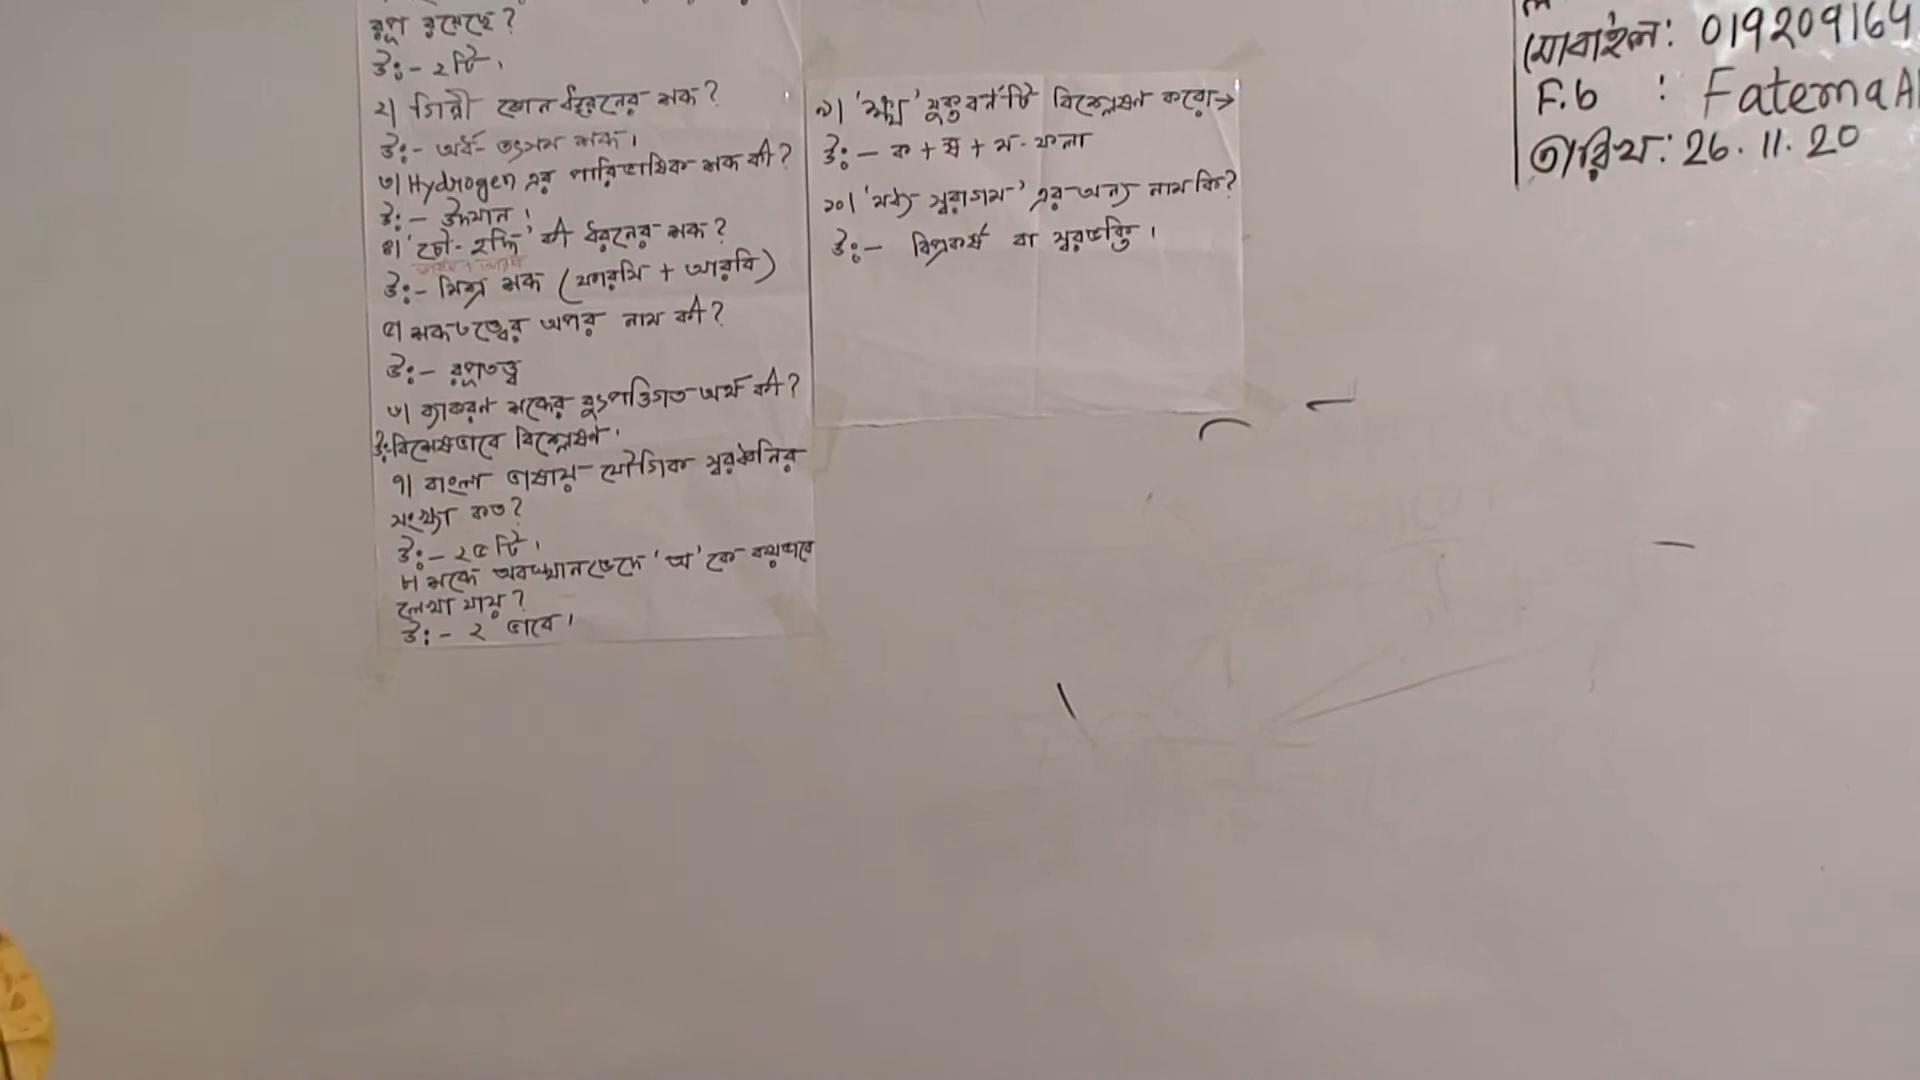 রূপ রয়েছে?
উঃ- ২টি।
২) গিন্নী কোন ধরনের শব্দ?
উঃ- অর্ধ-তৎসম শব্দ।
৩) Hydrogen এর পারিভাষিক শব্দ কী?
উঃ- উদযান।
৪) 'চৌ-হদ্দি' কী ধরনের শব্দ?
উঃ- মিশ্র শব্দ (ফারসি + আরবি)
৫) শব্দতত্ত্বের অপর নাম কী?
উঃ- রূপতত্ত্ব
৬) ব্যাকরণ শব্দের বুৎপত্তিগত অর্থ কী?
উঃ বিশেষভাবে বিশ্লেষণ।
৭) বাংলা ভাষায় যৌগিক স্বরধ্বনির
সংখ্যা কত?
উঃ- ২৫টি।
৮) শব্দে অবস্থানভেদে 'অ' কে কয়ভাবে
লেখা যায়?
উঃ- ২ ভাবে।
৯) যুক্তবর্ণটি বিশ্লেষণ করো→
উঃ- ক + ষ + ম-ফলা
১০) 'মধ্য স্বরাগম' এর অন্য নাম কি?
উঃ- বিপ্রকর্ষ বা স্বরভক্তি।
মোবাইল: 019209164
F.b : Fatema A
তারিখ: 26.11.20